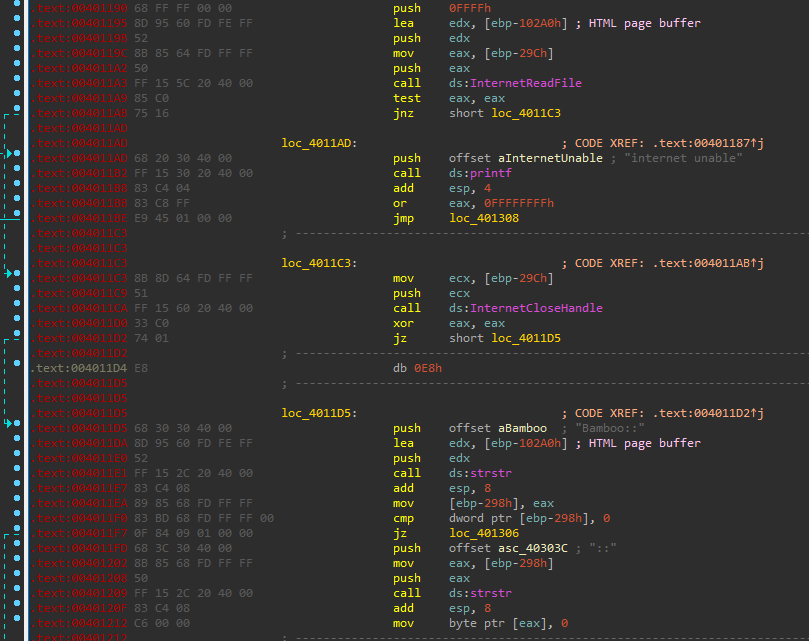 .text:00401190 68 FF FF 00 00 push 0FFFFh
.text:00401195 8D 95 60 FD FE FF lea edx, [ebp-102A0h] ; HTML page buffer
.text:0040119B 52 push edx
.text:0040119C 8B 85 64 FD FF FF mov eax, [ebp-29Ch]
.text:004011A2 50 push eax
.text:004011A3 FF 15 5C 20 40 00 call ds:InternetReadFile
.text:004011A9 85 C0 test eax, eax
.text:004011AB 75 16 jnz short loc_4011C3
.text:004011AD
.text:004011AD loc_4011AD: ; CODE XREF: .text:00401187↑j
.text:004011AD 68 20 30 40 00 push offset aInternetUnable ; "internet unable"
.text:004011B2 FF 15 30 20 40 00 call ds:printf
.text:004011B8 83 C4 04 add esp, 4
.text:004011BB 83 C8 FF or eax, 0FFFFFFFFh
.text:004011BE E9 45 01 00 00 jmp loc_401308
.text:004011C3 ; ---------------------------------------------------------------------------
.text:004011C3
.text:004011C3 loc_4011C3: ; CODE XREF: .text:004011AB↑j
.text:004011C3 8B 8D 64 FD FF FF mov ecx, [ebp-29Ch]
.text:004011C9 51 push ecx
.text:004011CA FF 15 60 20 40 00 call ds:InternetCloseHandle
.text:004011D0 33 C0 xor eax, eax
.text:004011D2 74 01 jz short loc_4011D5
.text:004011D2 ; ---------------------------------------------------------------------------
.text:004011D4 E8 db 0E8h
.text:004011D5 ; ---------------------------------------------------------------------------
.text:004011D5
.text:004011D5 loc_4011D5: ; CODE XREF: .text:004011D2↑j
.text:004011D5 68 30 30 40 00 push offset aBamboo ; "Bamboo::"
.text:004011DA 8D 95 60 FD FE FF lea edx, [ebp-102A0h] ; HTML page buffer
.text:004011E0 52 push edx
.text:004011E1 FF 15 2C 20 40 00 call ds:strstr
.text:004011E7 83 C4 08 add esp, 8
.text:004011EA 89 85 68 FD FF FF mov [ebp-298h], eax
.text:004011F0 83 BD 68 FD FF FF 00 cmp dword ptr [ebp-298h], 0
.text:004011F7 0F 84 09 01 00 00 jz loc_401306
.text:004011FD 68 3C 30 40 00 push offset asc_40303C ; "::"
.text:00401202 8B 85 68 FD FF FF mov eax, [ebp-298h]
.text:00401208 50 push eax
.text:00401209 FF 15 2C 20 40 00 call ds:strstr
.text:0040120F 83 C4 08 add esp, 8
.text:00401212 C6 00 00 mov byte ptr [eax], 0
.text:00401212 ; ---------------------------------------------------------------------------